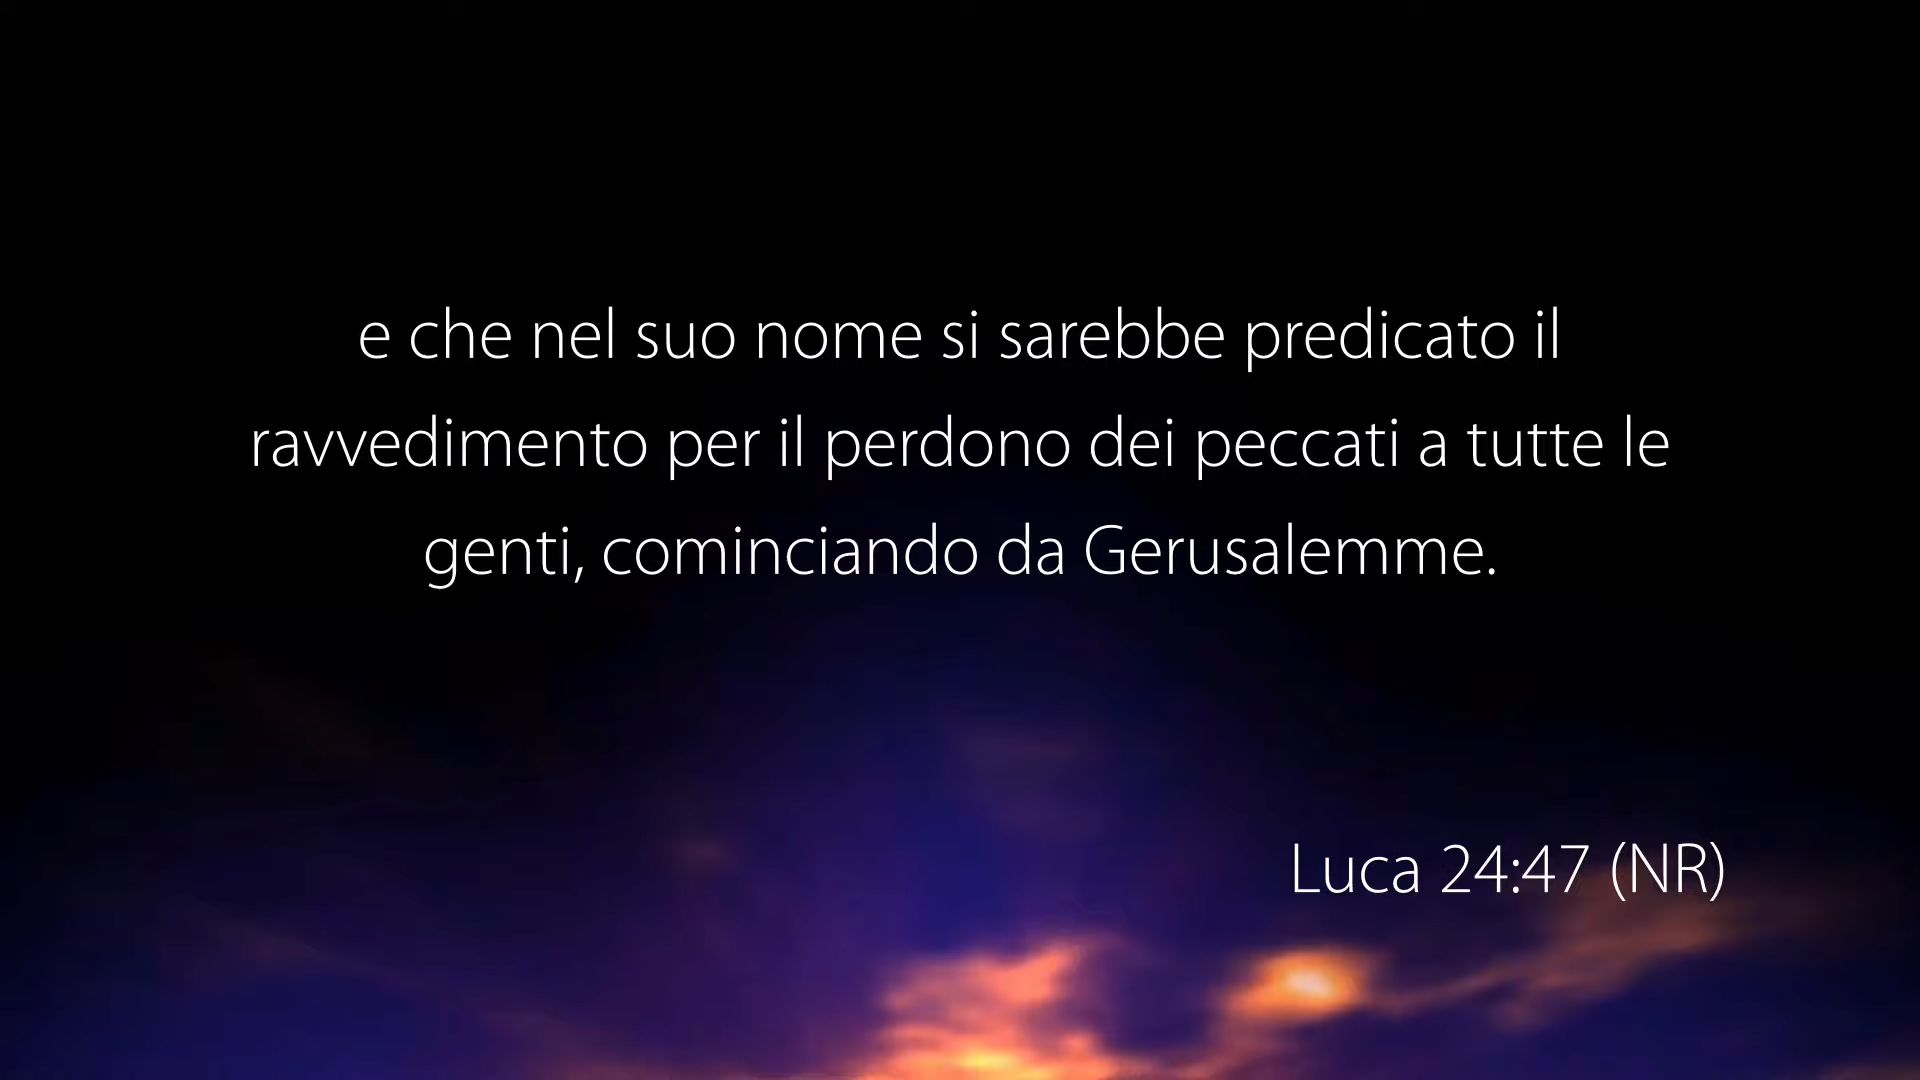 e che nel suo nome si sarebbe predicato il
ravvedimento per il perdono dei peccati a tutte le
genti, cominciando da Gerusalemme.
Luca 24:47 (NR)